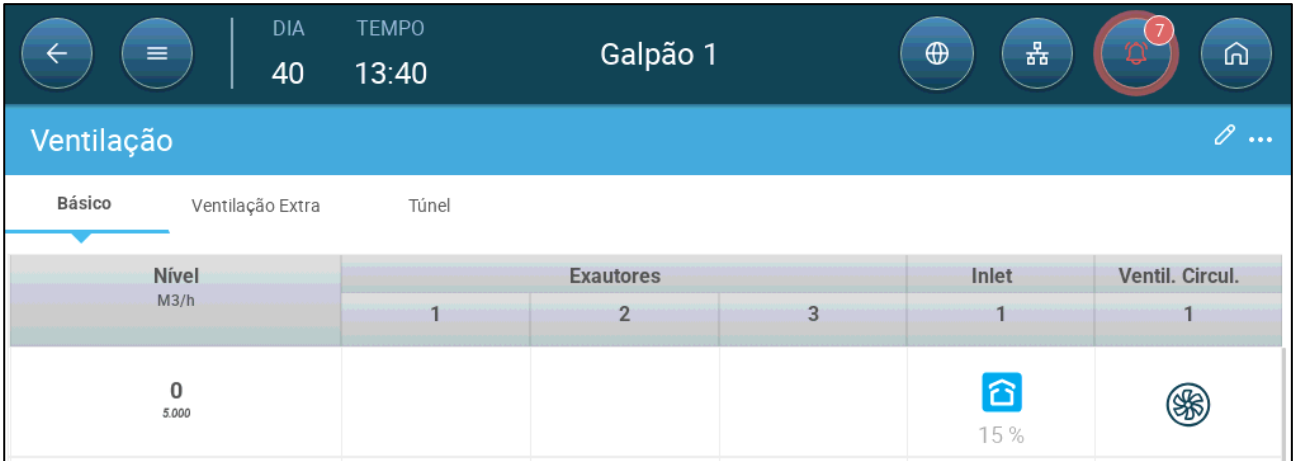 DIA TEMPO 7
40 13:40 Galpão 1
Ventilação
Básico Ventilação Extra Túnel
Nível Exautores Inlet Ventil. Circul.
M3/h 1 2 3 1 1
0
5.000
15 %